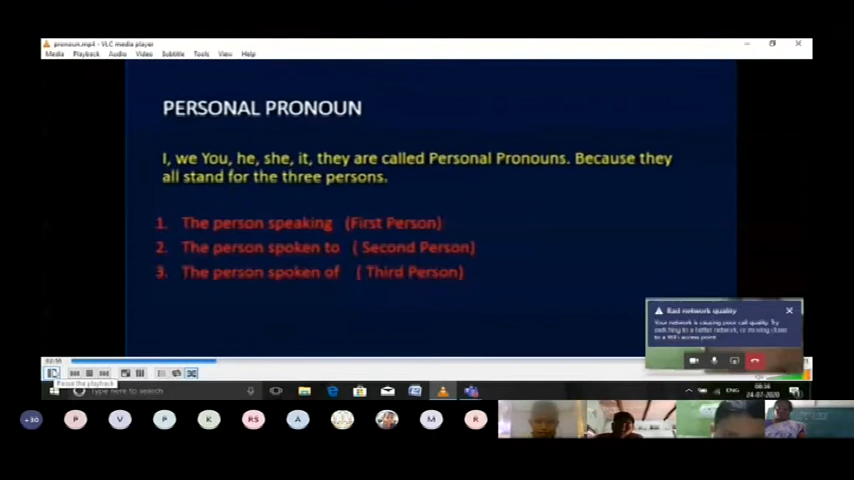 pronoun.mp4 - VLC media player
Media Playback Audio Video Subtitle Tools View Help
PERSONAL PRONOUN
I, we You, he, she, it, they are called Personal Pronouns. Because they
all stand for the three persons.
1. The person speaking (First Person)
2. The person spoken to ( Second Person)
3. The person spoken of ( Third Person)
Bad network quality
Your network is causing poor call quality. Try
switching to a better network, or moving closer
to a WiFi access point.
Pause the playback
Type here to search
ENG
24-07-2020
+30
P
V
P
K
RS
A
M
R